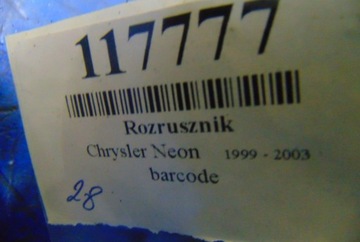 117777
Rozrusznik
Chrysler Neon 1999 - 2003
barcode
28